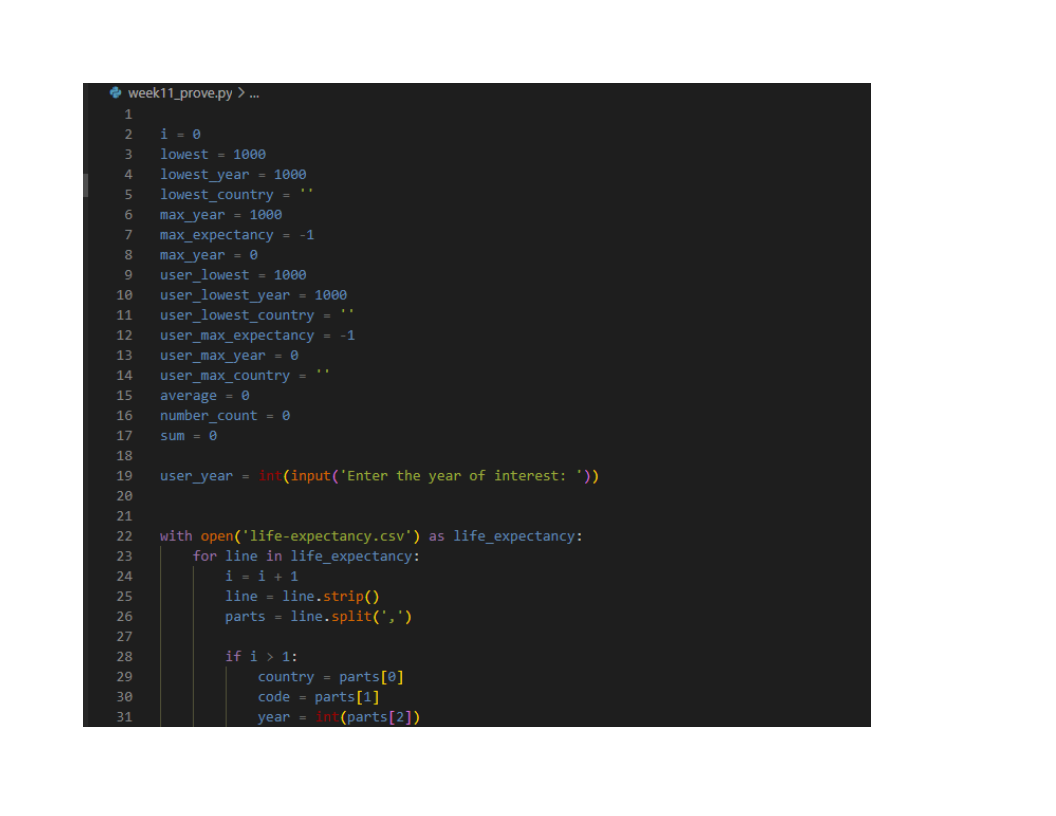 week11_prove.py > ...
1
2 i = 0
3 lowest = 1000
4 lowest_year = 1000
5 lowest_country = ''
6 max_year = 1000
7 max_expectancy = -1
8 max_year = 0
9 user_lowest = 1000
10 user_lowest_year = 1000
11 user_lowest_country = ''
12 user_max_expectancy = -1
13 user_max_year = 0
14 user_max_country = ''
15 average = 0
16 number_count = 0
17 sum = 0
18
19 user_year = int(input('Enter the year of interest: '))
20
21
22 with open('life-expectancy.csv') as life_expectancy:
23     for line in life_expectancy:
24         i = i + 1
25         line = line.strip()
26         parts = line.split(',')
27
28         if i > 1:
29             country = parts[0]
30             code = parts[1]
31             year = int(parts[2])